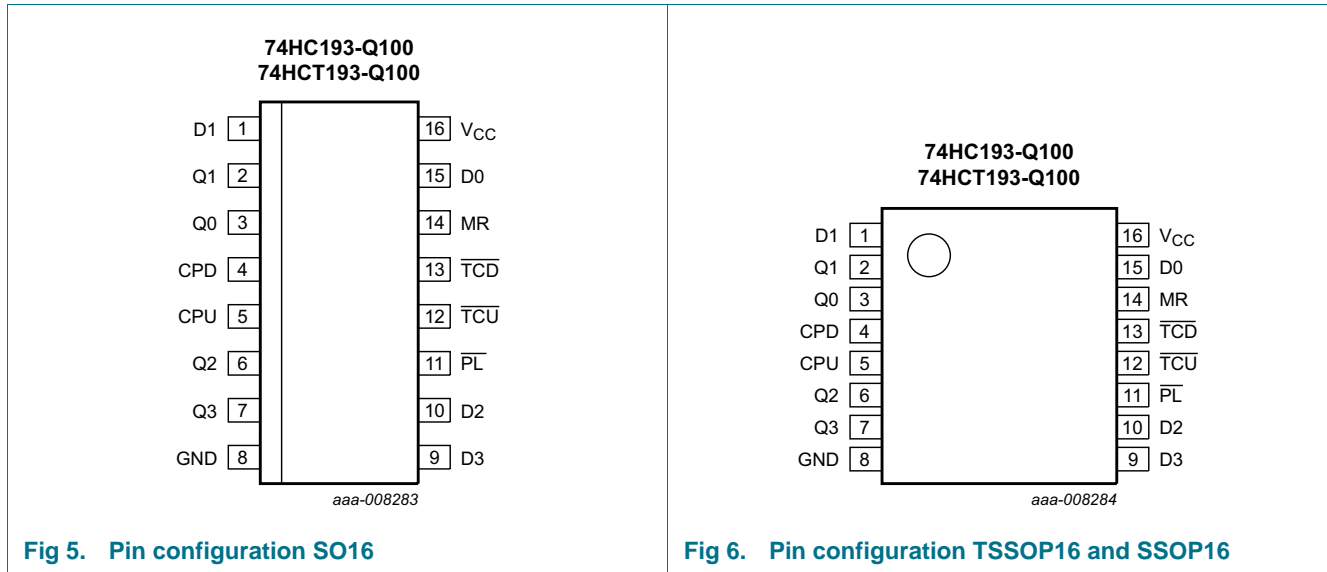 74HC193-Q100
74HCT193-Q100
D1 1 16 VCC
Q1 2 15 D0
Q0 3 14 MR
CPD 4 13 TCD
CPU 5 12 TCU
Q2 6 11 PL
Q3 7 10 D2
GND 8 9 D3
aaa-008283
Fig 5. Pin configuration SO16
74HC193-Q100
74HCT193-Q100
D1 1 16 VCC
Q1 2 15 D0
Q0 3 14 MR
CPD 4 13 TCD
CPU 5 12 TCU
Q2 6 11 PL
Q3 7 10 D2
GND 8 9 D3
aaa-008284
Fig 6. Pin configuration TSSOP16 and SSOP16